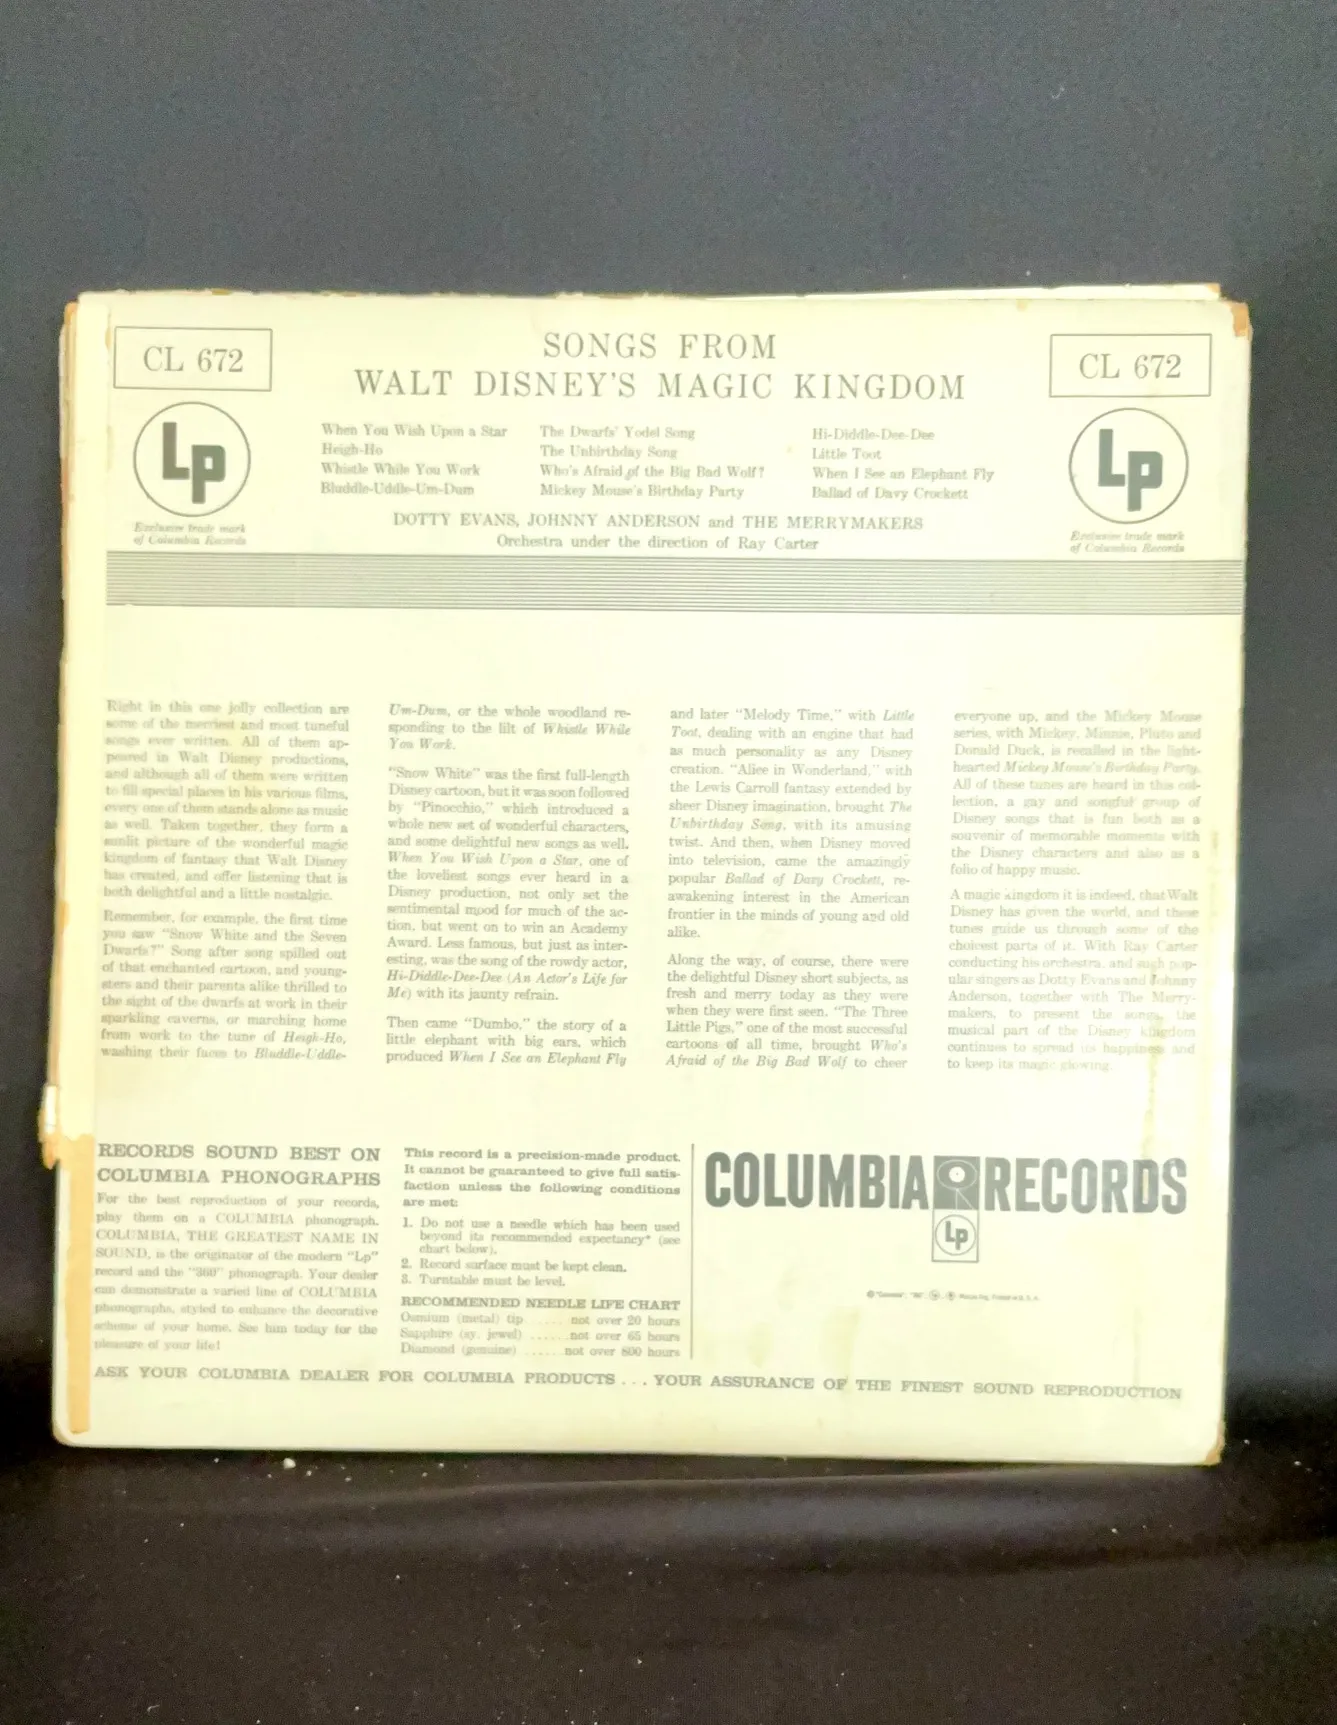 CL 672
SONGS FROM
WALT DISNEY'S MAGIC KINGDOM
CL 672
Lp
Exclusive trade mark
of Columbia Records
When You Wish Upon a Star
Heigh-Ho
Whistle While You Work
Bluddle-Uddle-Um-Dum
The Dwarfs' Yodel Song
The Unbirthday Song
Who's Afraid of the Big Bad Wolf?
Mickey Mouse's Birthday Party
Hi-Diddle-Dee-Dee
Little Toot
When I See an Elephant Fly
Ballad of Davy Crockett
Lp
Exclusive trade mark
of Columbia Records
DOTTY EVANS, JOHNNY ANDERSON and THE MERRYMAKERS
Orchestra under the direction of Ray Carter
Right in this one jolly collection are
some of the merriest and most tuneful
songs ever written. All of them ap-
peared in Walt Disney productions,
and although all of them were written
to fill special places in his various films,
every one of them stands alone as music
as well. Taken together, they form a
sunlit picture of the wonderful magic
kingdom of fantasy that Walt Disney
has created, and offer listening that is
both delightful and a little nostalgic.
Remember, for example, the first time
you saw "Snow White and the Seven
Dwarfs?" Song after song spilled out
of that enchanted cartoon, and young-
sters and their parents alike thrilled to
the sight of the dwarfs at work in their
sparkling caverns, or marching home
from work to the tune of Heigh-Ho,
washing their faces to Bluddle-Uddle-
Um-Dum, or the whole woodland re-
sponding to the lilt of Whistle While
You Work.
"Snow White" was the first full-length
Disney cartoon, but it was soon followed
by "Pinocchio," which introduced a
whole new set of wonderful characters,
and some delightful new songs as well.
When You Wish Upon a Star, one of
the loveliest songs ever heard in a
Disney production, not only set the
sentimental mood for much of the ac-
tion, but went on to win an Academy
Award. Less famous, but just as inter-
esting, was the song of the rowdy actor,
Hi-Diddle-Dee-Dee (An Actor's Life for
Me) with its jaunty refrain.
Then came "Dumbo," the story of a
little elephant with big ears, which
produced When I See an Elephant Fly
and later "Melody Time," with Little
Toot, dealing with an engine that had
as much personality as any Disney
creation. "Alice in Wonderland," with
the Lewis Carroll fantasy extended by
sheer Disney imagination, brought The
Unbirthday Song, with its amusing
twist. And then, when Disney moved
into television, came the amazingly
popular Ballad of Davy Crockett, re-
awakening interest in the American
frontier in the minds of young and old
alike.
Along the way, of course, there were
the delightful Disney short subjects, as
fresh and merry today as they were
when they were first seen. "The Three
Little Pigs," one of the most successful
cartoons of all time, brought Who's
Afraid of the Big Bad Wolf to cheer
everyone up, and the Mickey Mouse
series, with Mickey, Minnie, Pluto and
Donald Duck, is recalled in the light-
hearted Mickey Mouse's Birthday Party.
All of these tunes are heard in this col-
lection, a gay and songful group of
Disney songs that is fun both as a
souvenir of memorable moments with
the Disney characters and also as a
folio of happy music.
A magic kingdom it is indeed, that Walt
Disney has given the world, and these
tunes guide us through some of the
choicest parts of it. With Ray Carter
conducting his orchestra, and such pop-
ular singers as Dotty Evans and Johnny
Anderson, together with The Merry-
makers, to present the songs, the
musical part of the Disney kingdom
continues to spread its happiness and
to keep its magic glowing.
RECORDS SOUND BEST ON
COLUMBIA PHONOGRAPHS
For the best reproduction of your records,
play them on a COLUMBIA phonograph.
COLUMBIA, THE GREATEST NAME IN
SOUND, is the originator of the modern "Lp"
record and the "360" phonograph. Your dealer
can demonstrate a varied line of COLUMBIA
phonographs, styled to enhance the decorative
scheme of your home. See him today for the
pleasure of your life!
This record is a precision-made product.
It cannot be guaranteed to give full satis-
faction unless the following conditions
are met:
1. Do not use a needle which has been used
beyond its recommended expectancy* (see
chart below).
2. Record surface must be kept clean.
3. Turntable must be level.
RECOMMENDED NEEDLE LIFE CHART
Osmium (metal) tip ..... not over 20 hours
Sapphire (sy. jewel) ......not over 65 hours
Diamond (genuine) ......not over 800 hours
COLUMBIA RECORDS
Lp
ASK YOUR COLUMBIA DEALER FOR COLUMBIA PRODUCTS . . . YOUR ASSURANCE OF THE FINEST SOUND REPRODUCTION